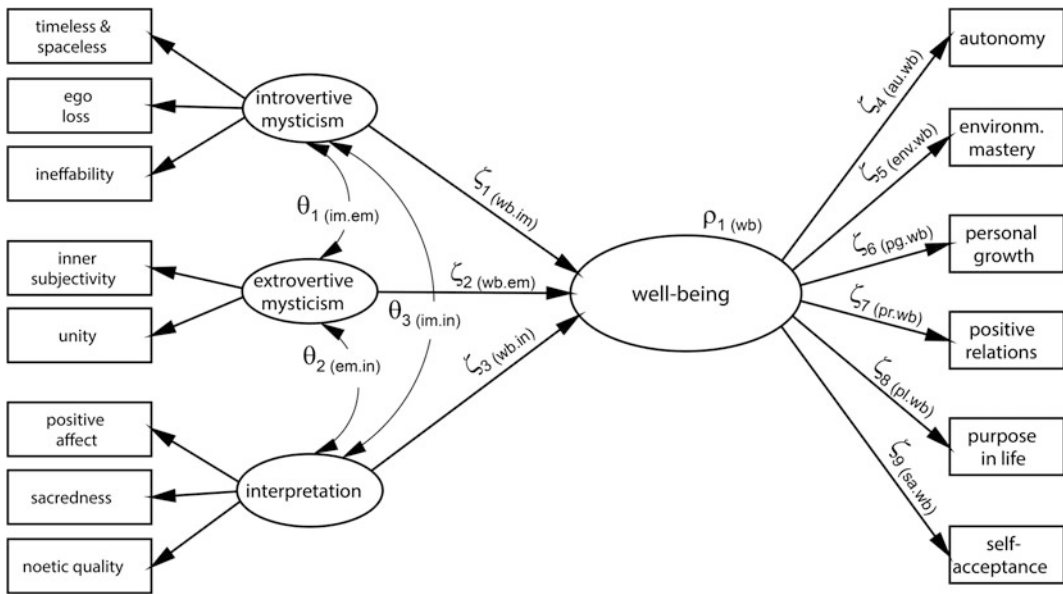 timeless &
spaceless
ego
loss
ineffability
inner
subjectivity
unity
positive
affect
sacredness
noetic quality
introvertive
mysticism
extrovertive
mysticism
interpretation
θ1 (im.em)
θ2 (em.in)
θ3 (im.in)
ζ1 (wb.im)
ζ2 (wb.em)
ζ3 (wb.in)
ρ1 (wb)
well-being
ζ4 (au.wb)
ζ5 (env.wb)
ζ6 (pg.wb)
ζ7 (pr.wb)
ζ8 (pl.wb)
ζ9 (sa.wb)
autonomy
environm.
mastery
personal
growth
positive
relations
purpose
in life
self-
acceptance